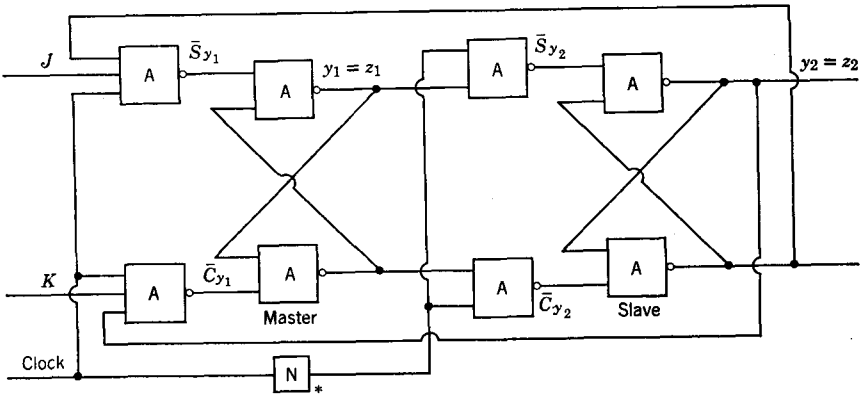 J
A
S̄y₁
A
y₁ = z₁
A
S̄y₂
A
y₂ = z₂
K
A
C̄y₁
A
Master
A
C̄y₂
A
Slave
Clock
N
*